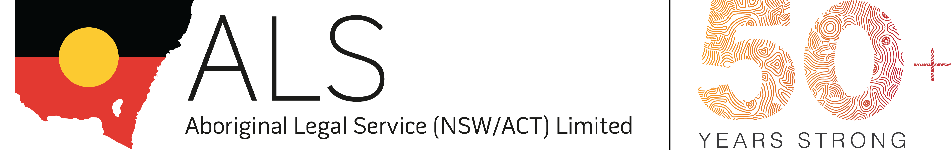 ALS
Aboriginal Legal Service (NSW/ACT) Limited
50+
YEARS STRONG